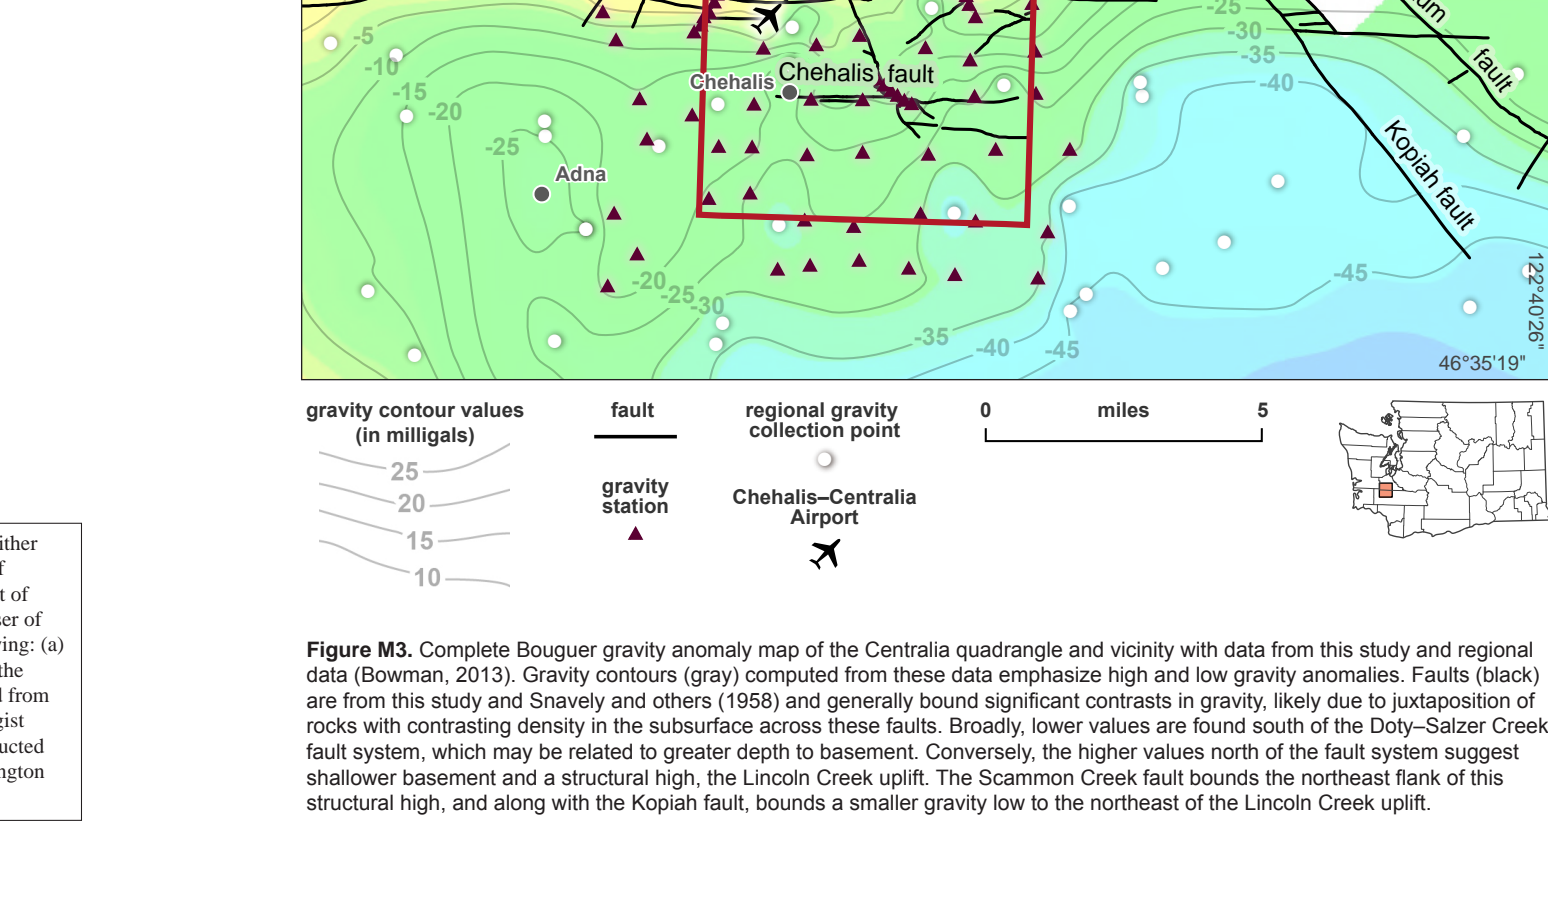 -5
-10
-15
-20
-25
Adna
Chehalis
Chehalis fault
-25
-30
-35
-40
fault
Kopiah fault
-45
-20
-25
-30
-35
-40
-45
122°40'26"
46°35'19"
gravity contour values
(in milligals)
25
20
15
10
fault
gravity
station
regional gravity
collection point
Chehalis–Centralia
Airport
0 miles 5
ither
f
t of
ser of
ving: (a)
the
d from
gist
ucted
ngton
Figure M3. Complete Bouguer gravity anomaly map of the Centralia quadrangle and vicinity with data from this study and regional
data (Bowman, 2013). Gravity contours (gray) computed from these data emphasize high and low gravity anomalies. Faults (black)
are from this study and Snavely and others (1958) and generally bound significant contrasts in gravity, likely due to juxtaposition of
rocks with contrasting density in the subsurface across these faults. Broadly, lower values are found south of the Doty–Salzer Creek
fault system, which may be related to greater depth to basement. Conversely, the higher values north of the fault system suggest
shallower basement and a structural high, the Lincoln Creek uplift. The Scammon Creek fault bounds the northeast flank of this
structural high, and along with the Kopiah fault, bounds a smaller gravity low to the northeast of the Lincoln Creek uplift.